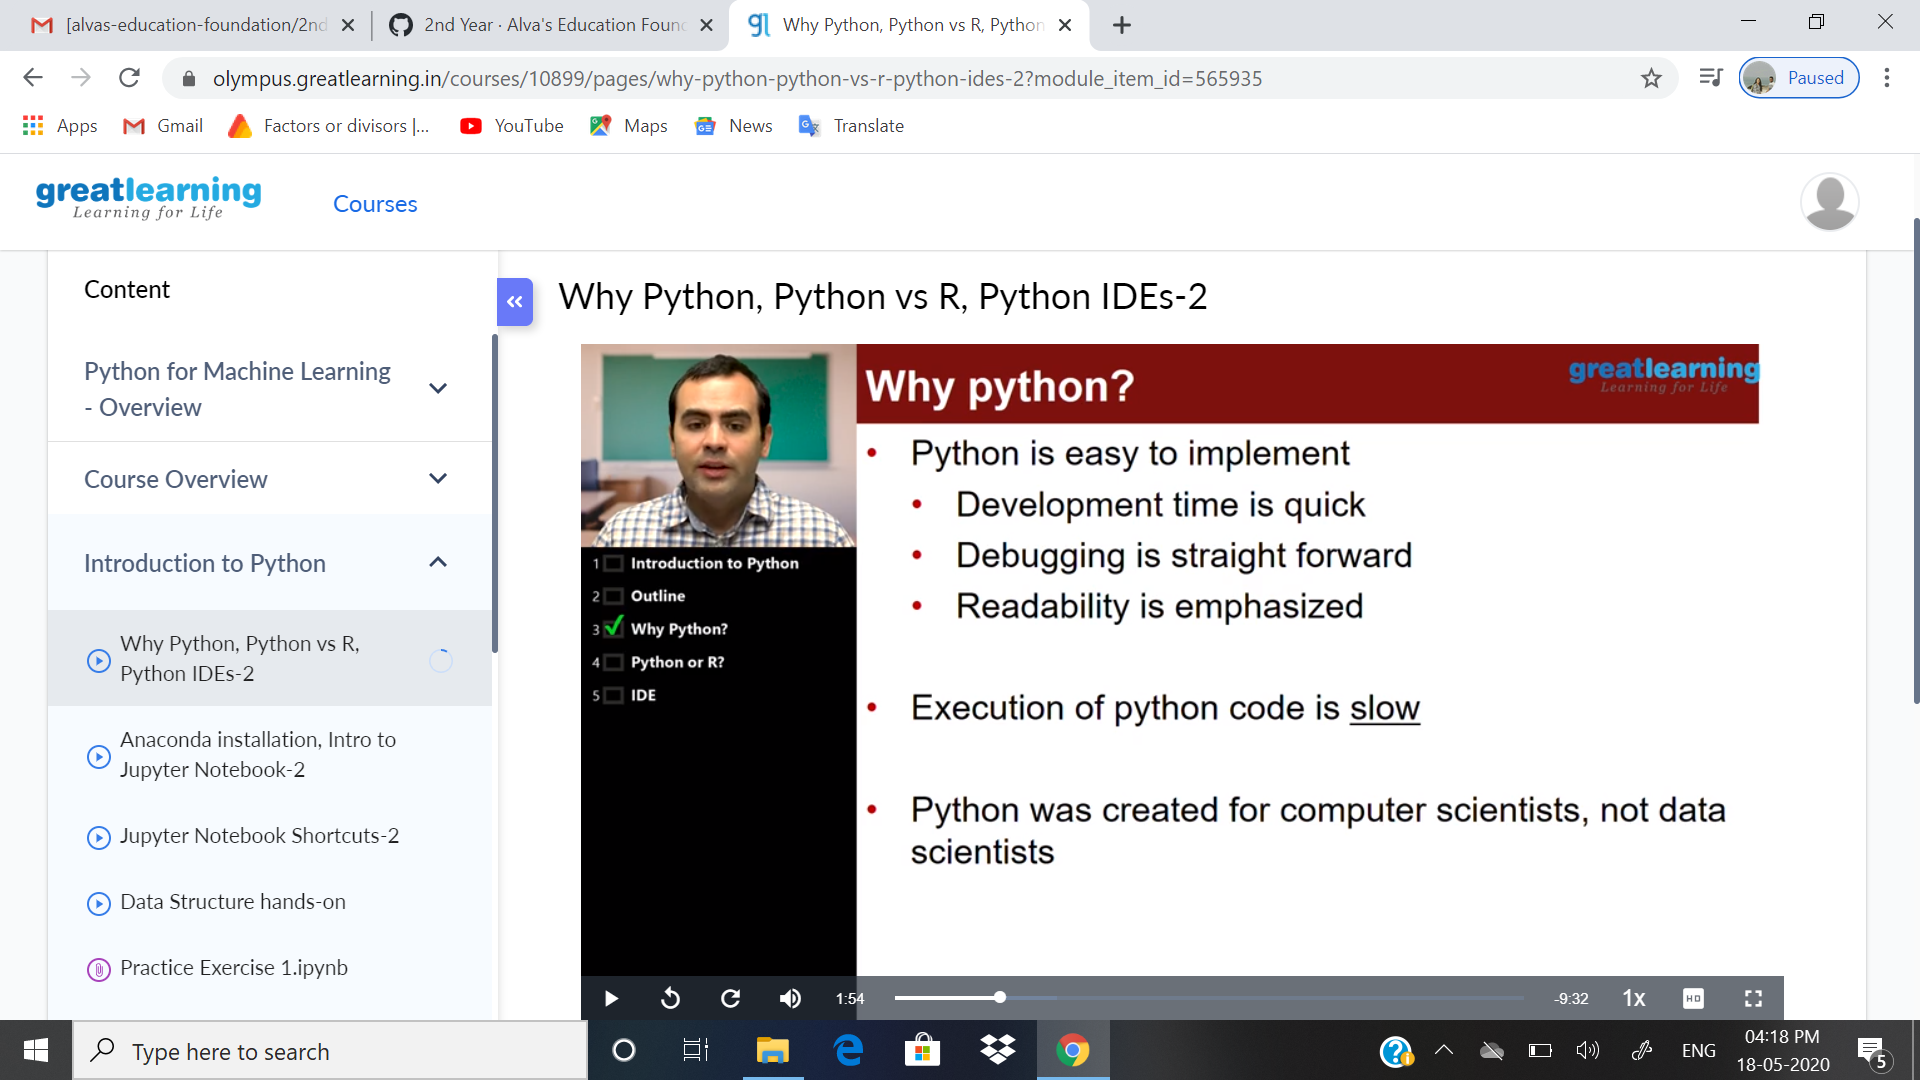 [alvas-education-foundation/2nd
2nd Year · Alva's Education Foun
Why Python, Python vs R, Python
olympus.greatlearning.in/courses/10899/pages/why-python-python-vs-r-python-ides-2?module_item_id=565935
Paused
Apps
Gmail
Factors or divisors |...
YouTube
Maps
News
Translate
greatlearning
Learning for Life
Courses
Content
Python for Machine Learning
- Overview
Course Overview
Introduction to Python
Why Python, Python vs R,
Python IDEs-2
Anaconda installation, Intro to
Jupyter Notebook-2
Jupyter Notebook Shortcuts-2
Data Structure hands-on
Practice Exercise 1.ipynb
Why Python, Python vs R, Python IDEs-2
1 Introduction to Python
2 Outline
3 Why Python?
4 Python or R?
5 IDE
Why python?
greatlearning
Learning for Life
• Python is easy to implement
• Development time is quick
• Debugging is straight forward
• Readability is emphasized
• Execution of python code is slow
• Python was created for computer scientists, not data
scientists
1:54
-9:32
1x
HD
Type here to search
ENG
04:18 PM
18-05-2020
5